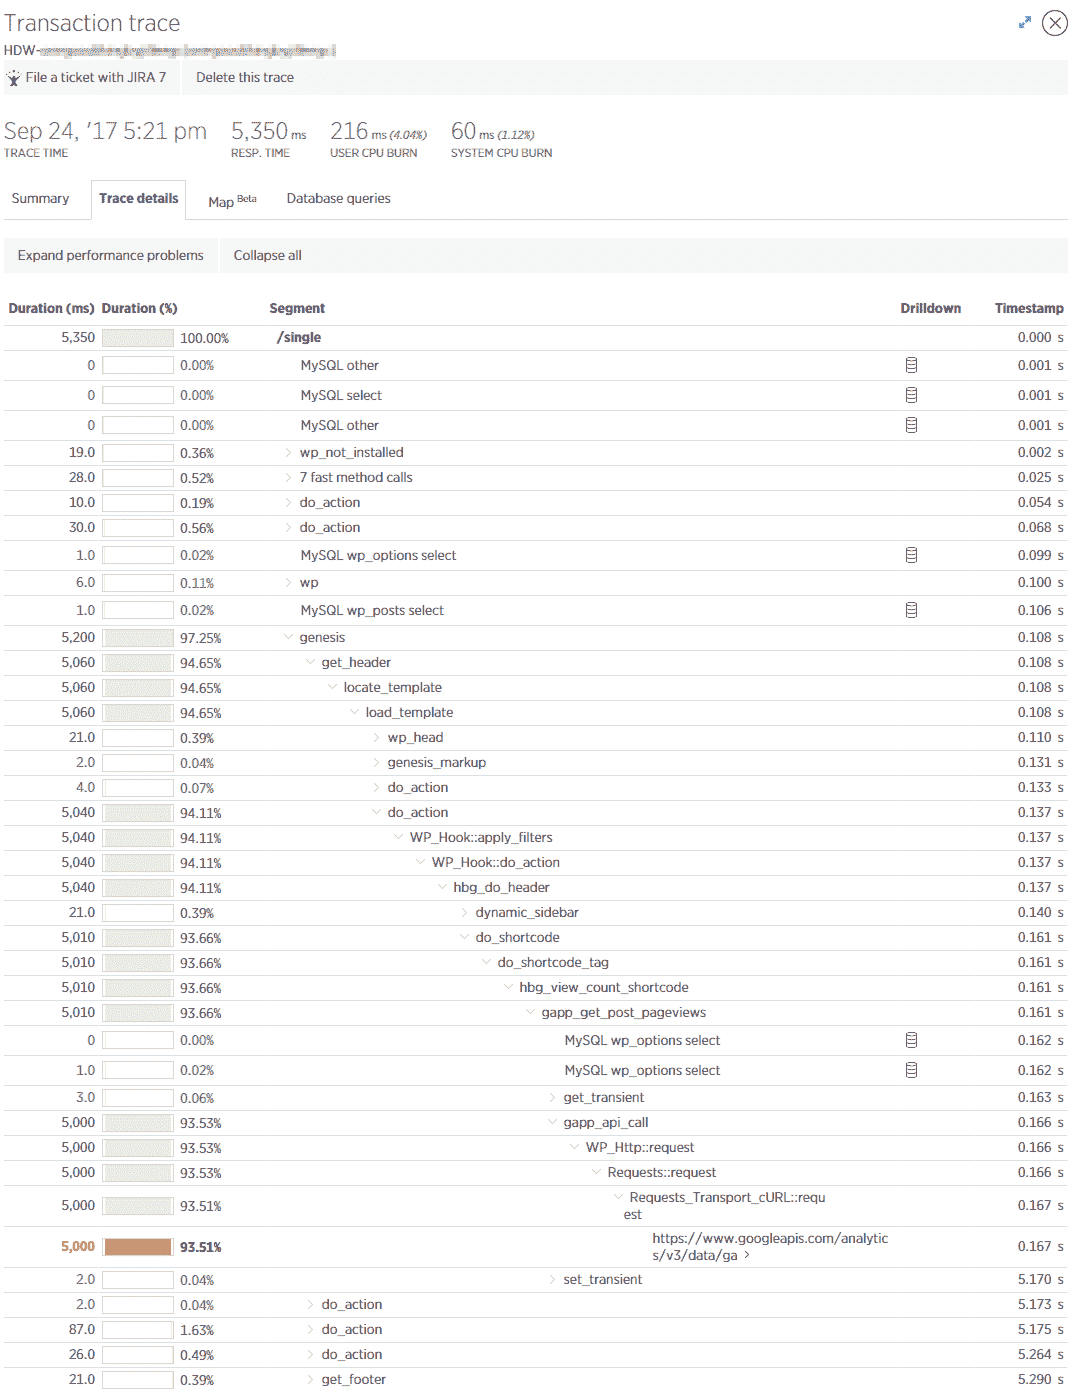 Transaction trace
HDW-
File a ticket with JIRA 7 Delete this trace
Sep 24, '17 5:21 pm 5,350 ms 216 ms (4.04%) 60 ms (1.12%)
TRACE TIME RESP. TIME USER CPU BURN SYSTEM CPU BURN
Summary Trace details Map Beta Database queries
Expand performance problems Collapse all
Duration (ms) Duration (%) Segment Drilldown Timestamp
5,350 100.00% /single 0.000 s
0 0.00% MySQL other 0.001 s
0 0.00% MySQL select 0.001 s
0 0.00% MySQL other 0.001 s
19.0 0.36% wp_not_installed 0.002 s
28.0 0.52% 7 fast method calls 0.025 s
10.0 0.19% do_action 0.054 s
30.0 0.56% do_action 0.068 s
1.0 0.02% MySQL wp_options select 0.099 s
6.0 0.11% wp 0.100 s
1.0 0.02% MySQL wp_posts select 0.106 s
5,200 97.25% genesis 0.108 s
5,060 94.65% get_header 0.108 s
5,060 94.65% locate_template 0.108 s
5,060 94.65% load_template 0.108 s
21.0 0.39% wp_head 0.110 s
2.0 0.04% genesis_markup 0.131 s
4.0 0.07% do_action 0.133 s
5,040 94.11% do_action 0.137 s
5,040 94.11% WP_Hook::apply_filters 0.137 s
5,040 94.11% WP_Hook::do_action 0.137 s
5,040 94.11% hbg_do_header 0.137 s
21.0 0.39% dynamic_sidebar 0.140 s
5,010 93.66% do_shortcode 0.161 s
5,010 93.66% do_shortcode_tag 0.161 s
5,010 93.66% hbg_view_count_shortcode 0.161 s
5,010 93.66% gapp_get_post_pageviews 0.161 s
0 0.00% MySQL wp_options select 0.162 s
1.0 0.02% MySQL wp_options select 0.162 s
3.0 0.06% get_transient 0.163 s
5,000 93.53% gapp_api_call 0.166 s
5,000 93.53% WP_Http::request 0.166 s
5,000 93.53% Requests::request 0.166 s
5,000 93.51% Requests_Transport_cURL::requ 0.167 s
est
5,000 93.51% https://www.googleapis.com/analytic 0.167 s
s/v3/data/ga >
2.0 0.04% set_transient 5.170 s
2.0 0.04% do_action 5.173 s
87.0 1.63% do_action 5.175 s
26.0 0.49% do_action 5.264 s
21.0 0.39% get_footer 5.290 s